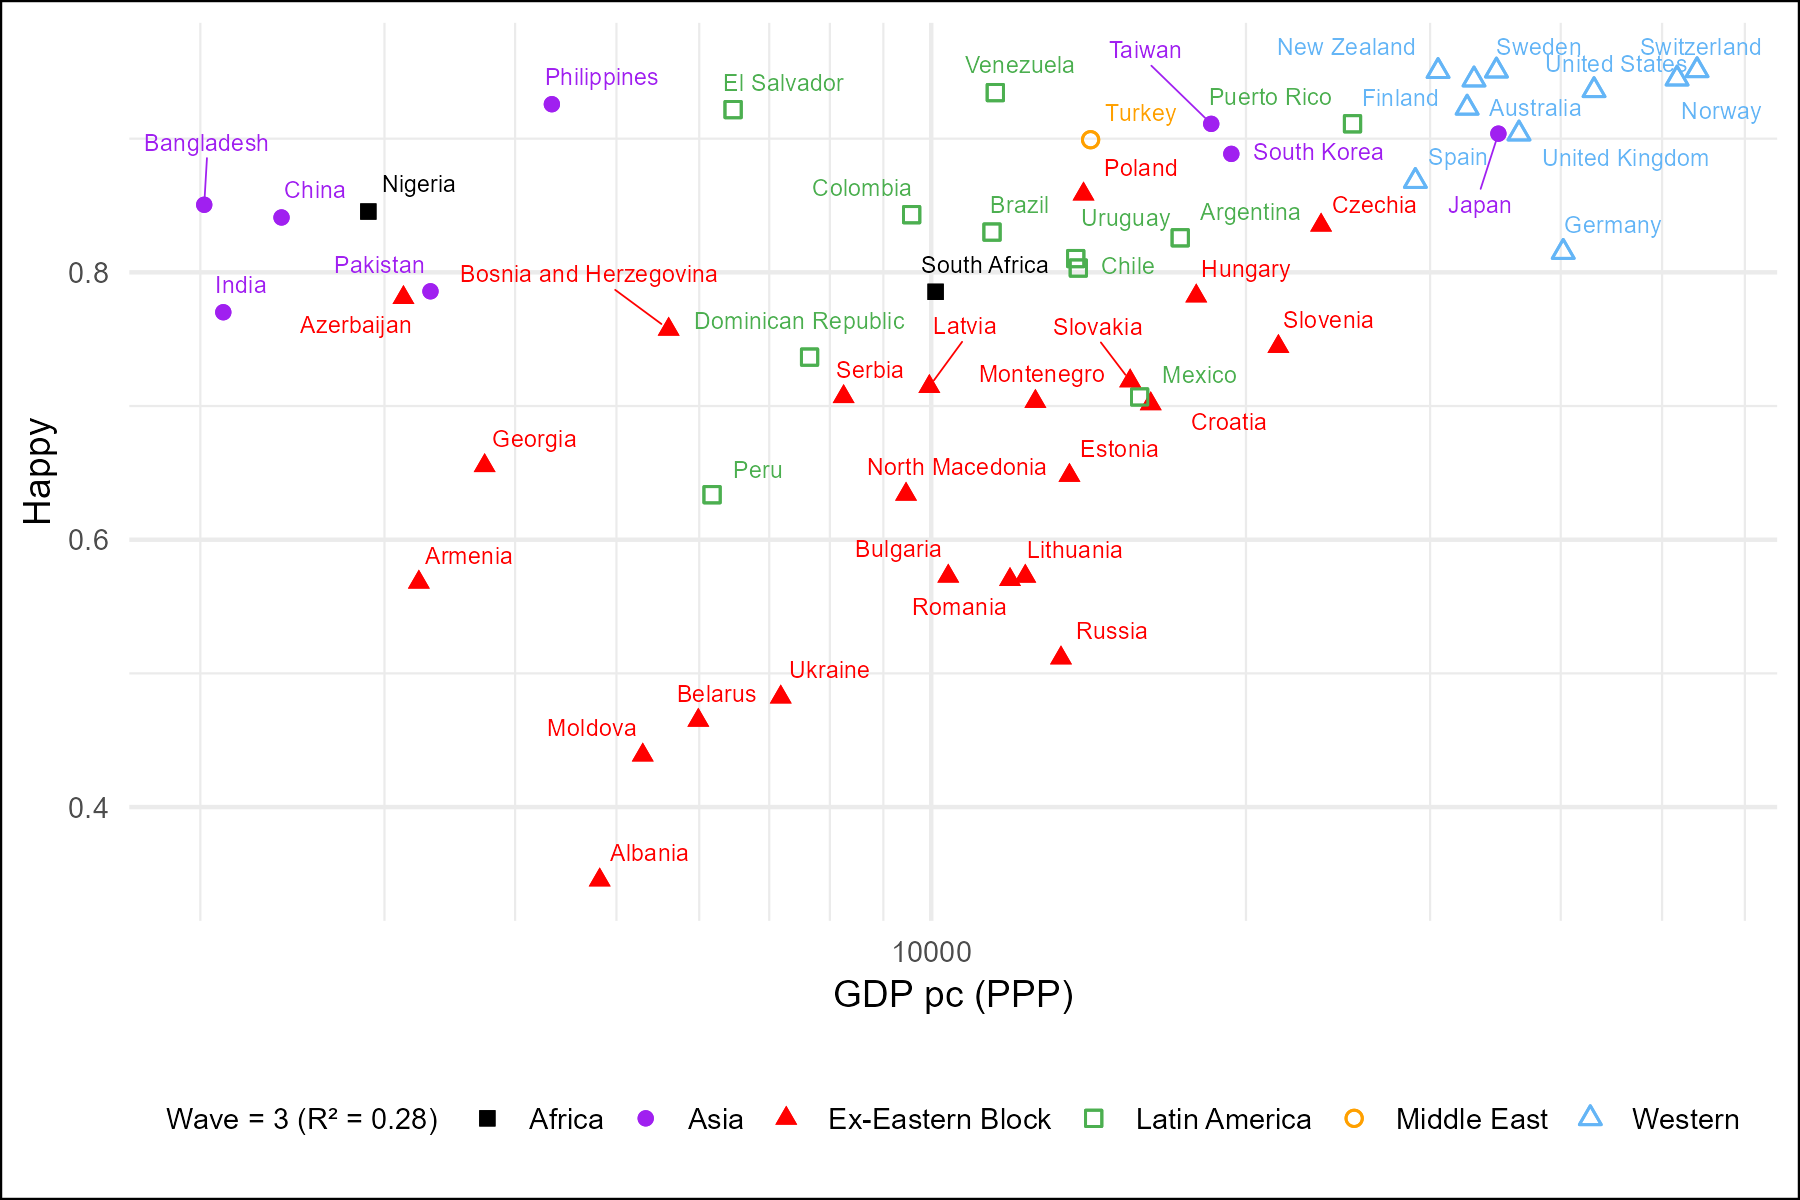 New Zealand
Sweden
Switzerland
Taiwan
United States
Venezuela
Philippines
El Salvador
Puerto Rico
Finland
Australia
Norway
Turkey
Bangladesh
South Korea
Spain
United Kingdom
Poland
Nigeria
China
Colombia
Brazil
Uruguay
Argentina
Czechia
Japan
Germany
Pakistan
South Africa
Chile
Hungary
0.8
India
Bosnia and Herzegovina
Azerbaijan
Dominican Republic
Latvia
Slovakia
Slovenia
Serbia
Montenegro
Mexico
Croatia
Georgia
Estonia
Peru
North Macedonia
Happy
0.6
Armenia
Bulgaria
Lithuania
Romania
Russia
Ukraine
Belarus
Moldova
0.4
Albania
10000
GDP pc (PPP)
Wave = 3 (R² = 0.28) Africa Asia Ex-Eastern Block Latin America Middle East Western